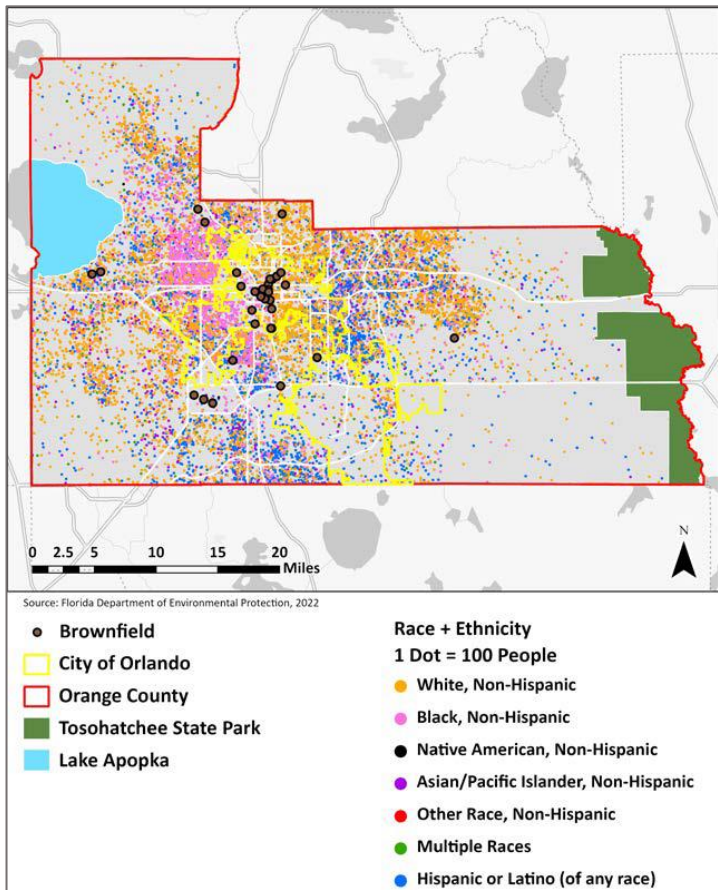 N
0 2.5 5 10 15 20
Miles
Source: Florida Department of Environmental Protection, 2022
Brownfield
City of Orlando
Orange County
Tosohatchee State Park
Lake Apopka
Race + Ethnicity
1 Dot = 100 People
White, Non-Hispanic
Black, Non-Hispanic
Native American, Non-Hispanic
Asian/Pacific Islander, Non-Hispanic
Other Race, Non-Hispanic
Multiple Races
Hispanic or Latino (of any race)